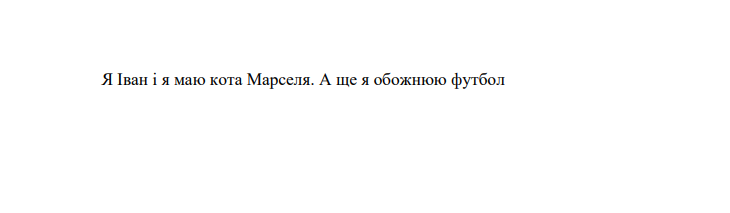 Я Іван і я маю кота Марселя. А ще я обожнюю футбол